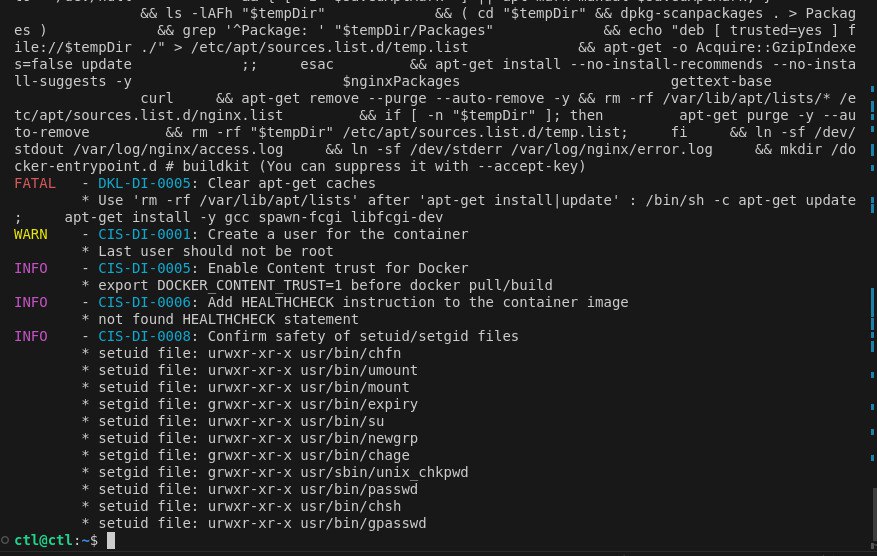 && ls -lAFh "$tempDir" && ( cd "$tempDir" && dpkg-scanpackages . > Packag
es ) && grep '^Package: ' "$tempDir/Packages" && echo "deb [ trusted=yes ] f
ile://$tempDir ./" > /etc/apt/sources.list.d/temp.list && apt-get -o Acquire::GzipIndexe
s=false update ;; esac && apt-get install --no-install-recommends --no-insta
ll-suggests -y $nginxPackages gettext-base
curl && apt-get remove --purge --auto-remove -y && rm -rf /var/lib/apt/lists/* /e
tc/apt/sources.list.d/nginx.list && if [ -n "$tempDir" ]; then apt-get purge -y --au
to-remove && rm -rf "$tempDir" /etc/apt/sources.list.d/temp.list; fi && ln -sf /dev/
stdout /var/log/nginx/access.log && ln -sf /dev/stderr /var/log/nginx/error.log && mkdir /do
cker-entrypoint.d # buildkit (You can suppress it with --accept-key)
FATAL - DKL-DI-0005: Clear apt-get caches
* Use 'rm -rf /var/lib/apt/lists' after 'apt-get install|update' : /bin/sh -c apt-get update
; apt-get install -y gcc spawn-fcgi libfcgi-dev
WARN - CIS-DI-0001: Create a user for the container
* Last user should not be root
INFO - CIS-DI-0005: Enable Content trust for Docker
* export DOCKER_CONTENT_TRUST=1 before docker pull/build
INFO - CIS-DI-0006: Add HEALTHCHECK instruction to the container image
* not found HEALTHCHECK statement
INFO - CIS-DI-0008: Confirm safety of setuid/setgid files
* setuid file: urwxr-xr-x usr/bin/chfn
* setuid file: urwxr-xr-x usr/bin/umount
* setuid file: urwxr-xr-x usr/bin/mount
* setgid file: grwxr-xr-x usr/bin/expiry
* setuid file: urwxr-xr-x usr/bin/su
* setuid file: urwxr-xr-x usr/bin/newgrp
* setgid file: grwxr-xr-x usr/bin/chage
* setgid file: grwxr-xr-x usr/sbin/unix_chkpwd
* setuid file: urwxr-xr-x usr/bin/passwd
* setuid file: urwxr-xr-x usr/bin/chsh
* setuid file: urwxr-xr-x usr/bin/gpasswd
ctl@ctl:~$